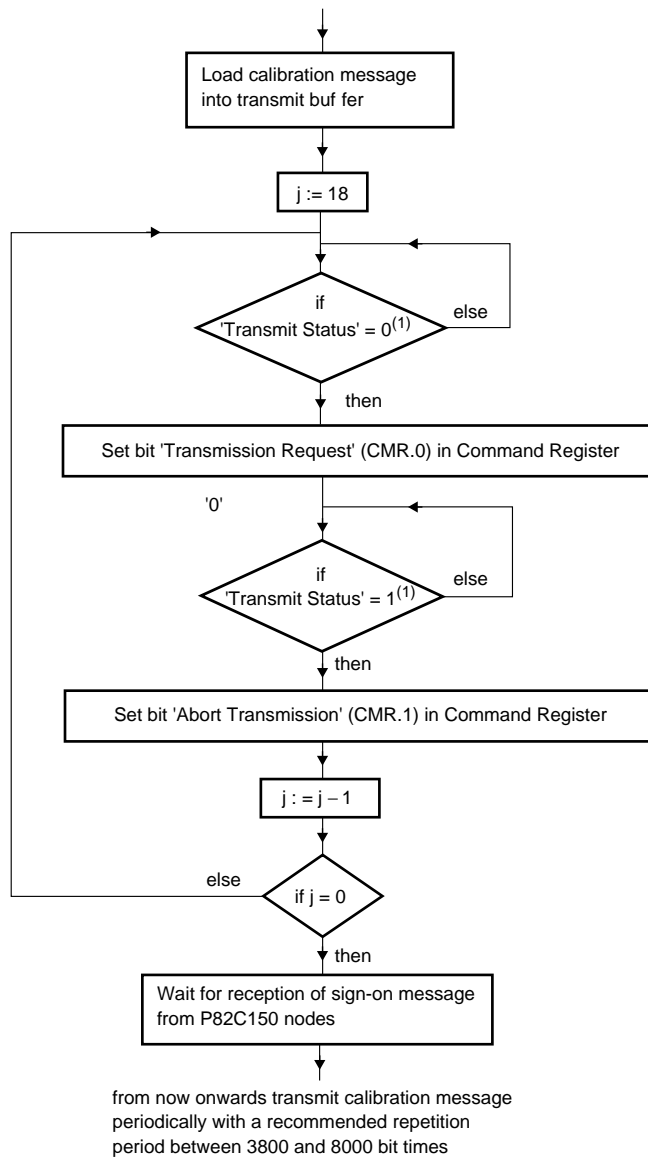 Load calibration message
into transmit buf fer
j := 18
if
'Transmit Status' = 0(1)
else
then
Set bit 'Transmission Request' (CMR.0) in Command Register
'0'
if
'Transmit Status' = 1(1)
else
then
Set bit 'Abort Transmission' (CMR.1) in Command Register
j : = j − 1
else
if j = 0
then
Wait for reception of sign-on message
from P82C150 nodes
from now onwards transmit calibration message
periodically with a recommended repetition
period between 3800 and 8000 bit times